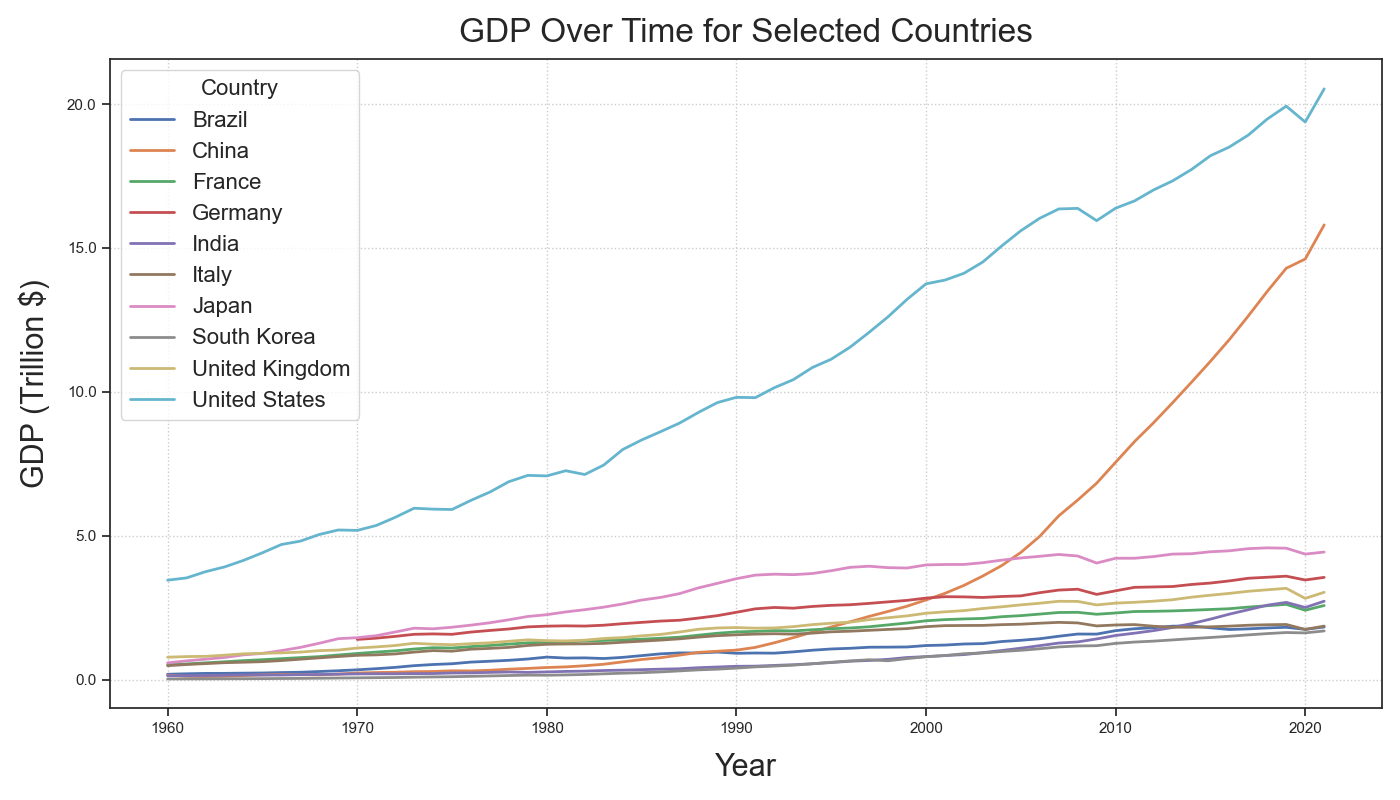 GDP Over Time for Selected Countries
Country
Brazil
China
France
Germany
India
Italy
Japan
South Korea
United Kingdom
United States
GDP (Trillion $)
20.0
15.0
10.0
5.0
0.0
1960 1970 1980 1990 2000 2010 2020
Year